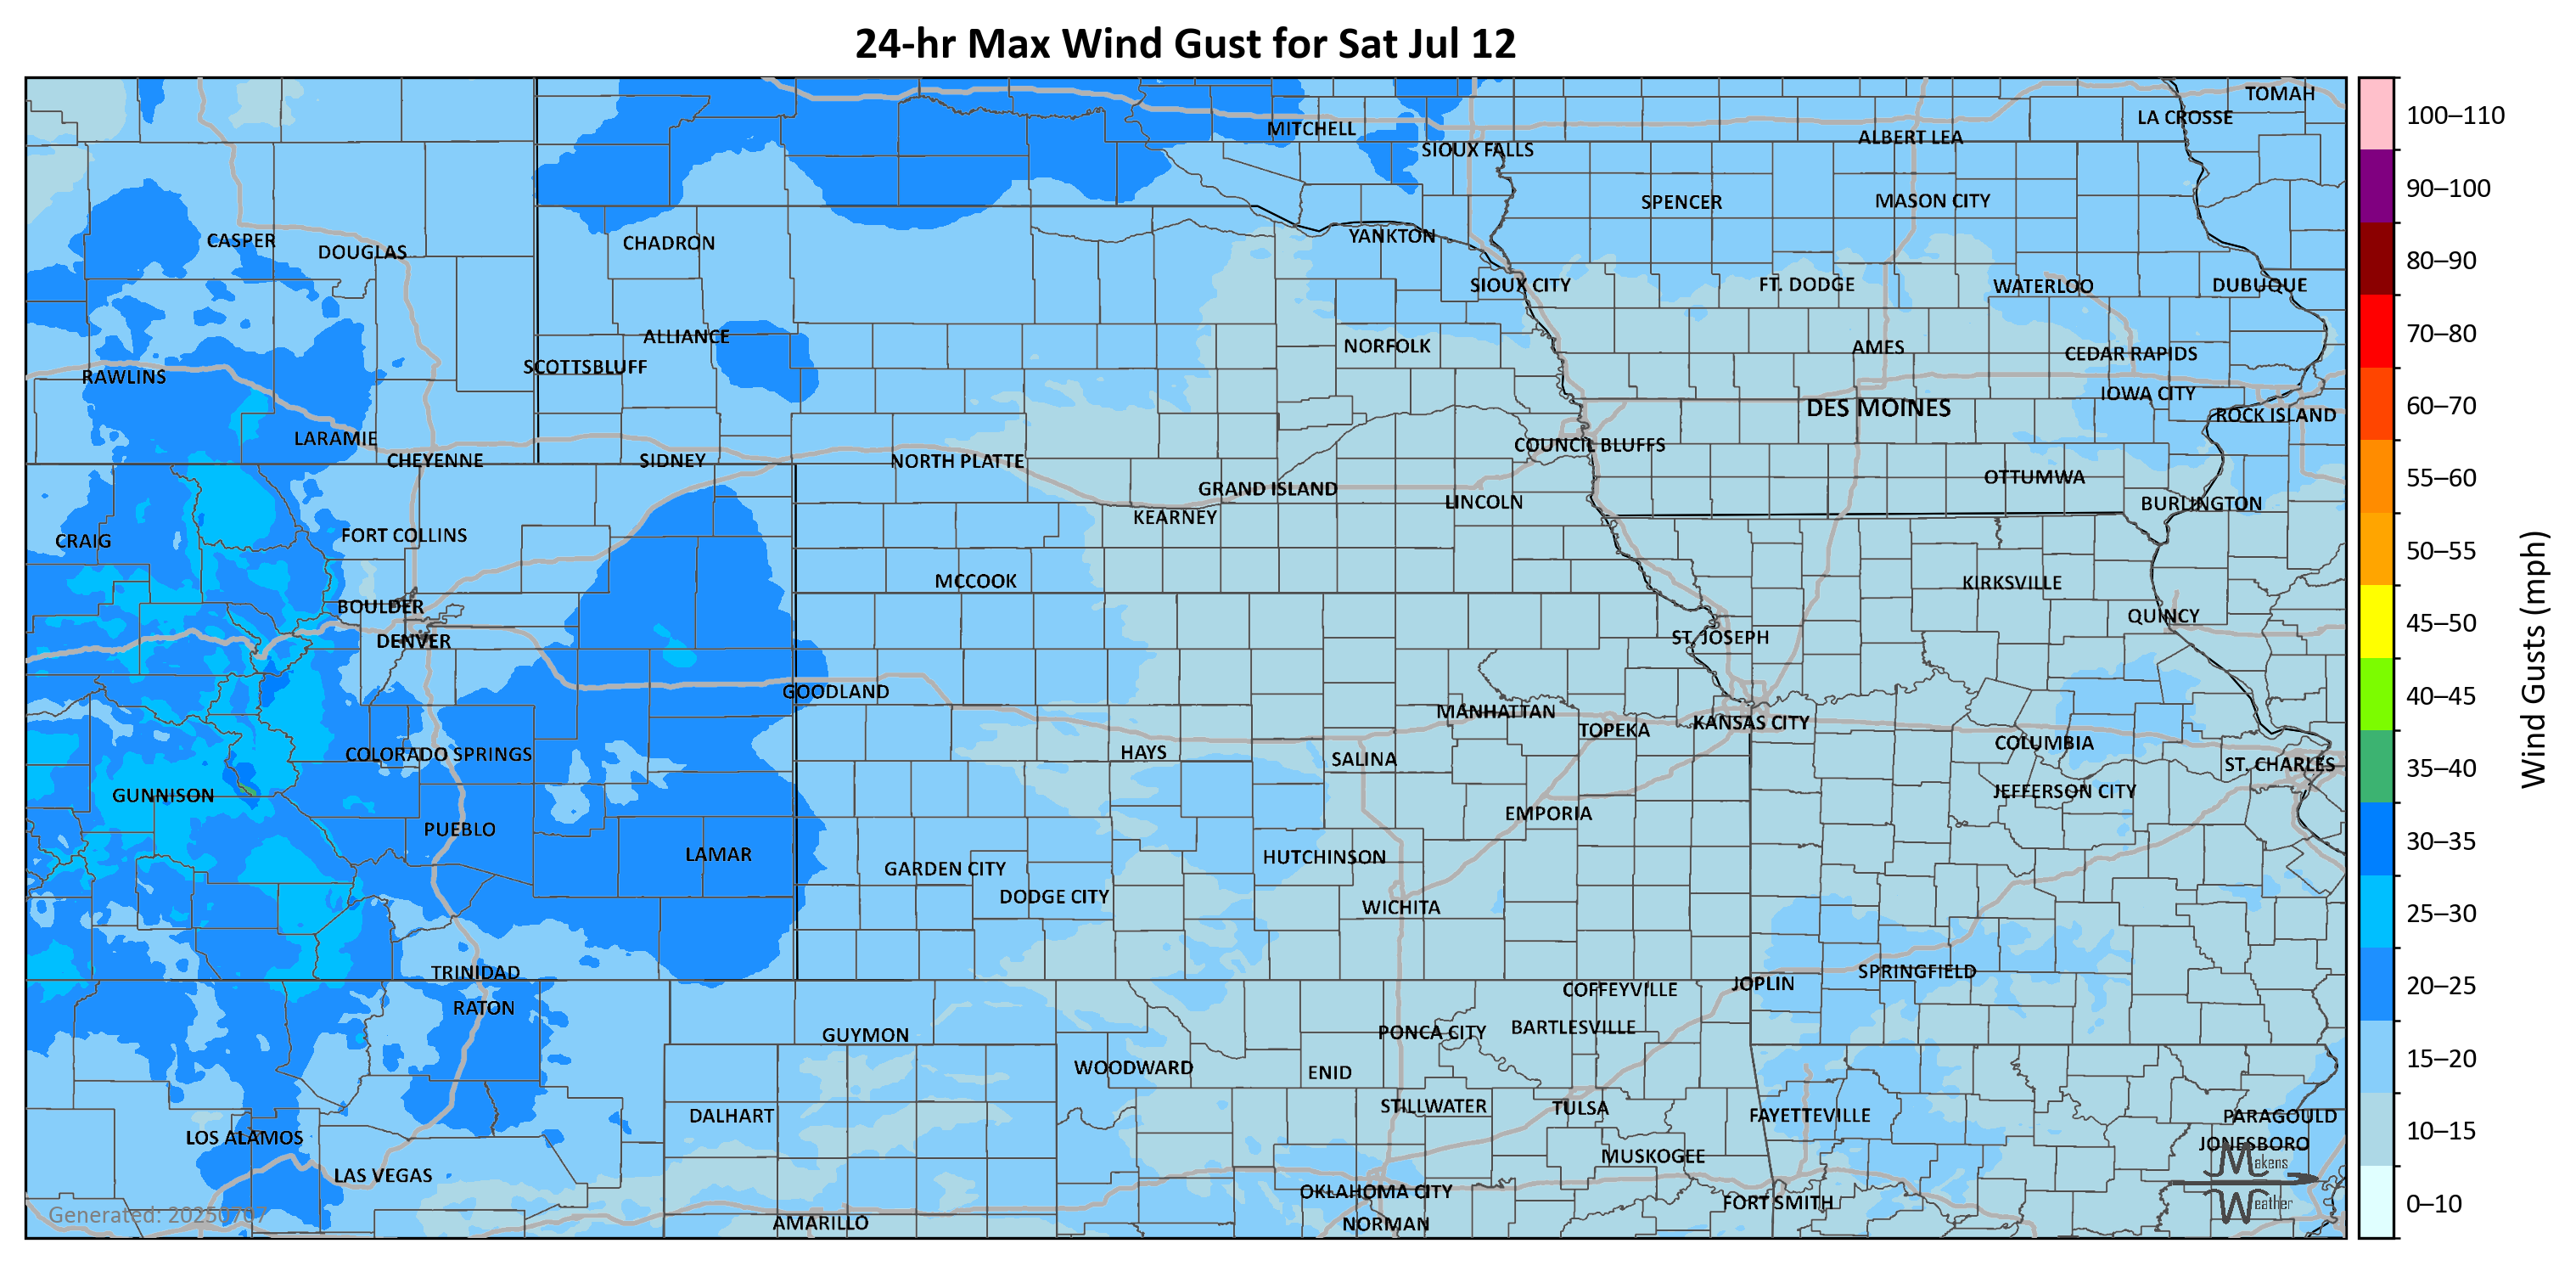 24-hr Max Wind Gust for Sat Jul 12
TOMAH
LA CROSSE
MITCHELL
ALBERT LEA
SIOUX FALLS
SPENCER
MASON CITY
CASPER
DOUGLAS
CHADRON
YANKTON
SIOUX CITY
FT. DODGE
WATERLOO
DUBUQUE
ALLIANCE
SCOTTSBLUFF
NORFOLK
AMES
CEDAR RAPIDS
RAWLINS
IOWA CITY
DES MOINES
ROCK ISLAND
LARAMIE
COUNCIL BLUFFS
CHEYENNE
SIDNEY
NORTH PLATTE
OTTUMWA
GRAND ISLAND
LINCOLN
BURLINGTON
KEARNEY
CRAIG
FORT COLLINS
MCCOOK
KIRKSVILLE
BOULDER
QUINCY
DENVER
ST. JOSEPH
GOODLAND
MANHATTAN
TOPEKA
KANSAS CITY
COLUMBIA
COLORADO SPRINGS
HAYS
SALINA
ST. CHARLES
GUNNISON
JEFFERSON CITY
EMPORIA
PUEBLO
LAMAR
HUTCHINSON
GARDEN CITY
DODGE CITY
WICHITA
TRINIDAD
SPRINGFIELD
JOPLIN
COFFEYVILLE
RATON
GUYMON
PONCA CITY
BARTLESVILLE
WOODWARD
ENID
DALHART
STILLWATER
TULSA
FAYETTEVILLE
PARAGOULD
LOS ALAMOS
JONESBORO
MUSKOGEE
LAS VEGAS
OKLAHOMA CITY
FORT SMITH
AMARILLO
NORMAN
Generated: 20250707
Makens
Weather
100–110
90–100
80–90
70–80
60–70
55–60
50–55
45–50
40–45
35–40
30–35
25–30
20–25
15–20
10–15
0–10
Wind Gusts (mph)